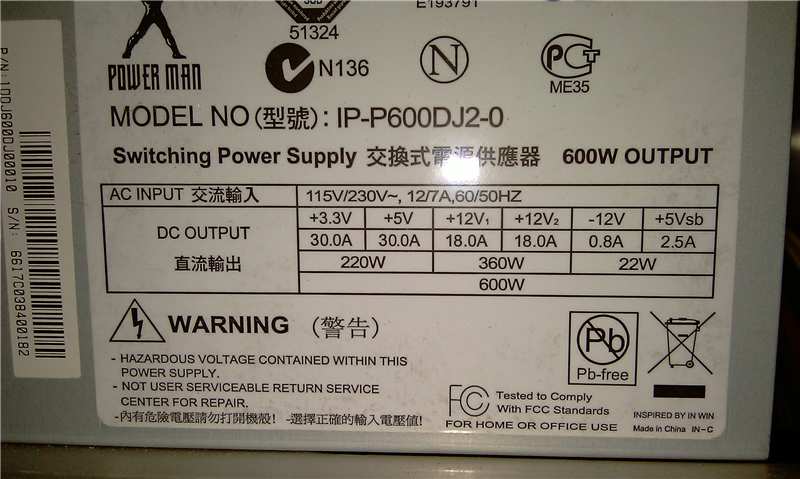 E193791
51324
POWER MAN
N136
N
PCT
ME35
MODEL NO (型號): IP-P600DJ2-0
Switching Power Supply 交換式電源供應器 600W OUTPUT
AC INPUT 交流輸入 115V/230V~, 12/7A,60/50HZ
DC OUTPUT 直流輸出
+3.3V +5V +12V₁ +12V₂ -12V +5Vsb
30.0A 30.0A 18.0A 18.0A 0.8A 2.5A
220W 360W 22W
600W
WARNING (警告)
- HAZARDOUS VOLTAGE CONTAINED WITHIN THIS
POWER SUPPLY.
- NOT USER SERVICEABLE RETURN SERVICE
CENTER FOR REPAIR.
-內有危險電壓請勿打開機殼! -選擇正確的輸入電壓值!
Pb
Pb-free
FC Tested to Comply
With FCC Standards
FOR HOME OR OFFICE USE
INSPIRED BY IN WIN
Made in China IN-C
P/N:1DDJ600DJ00010 S/N: 6617C038400182